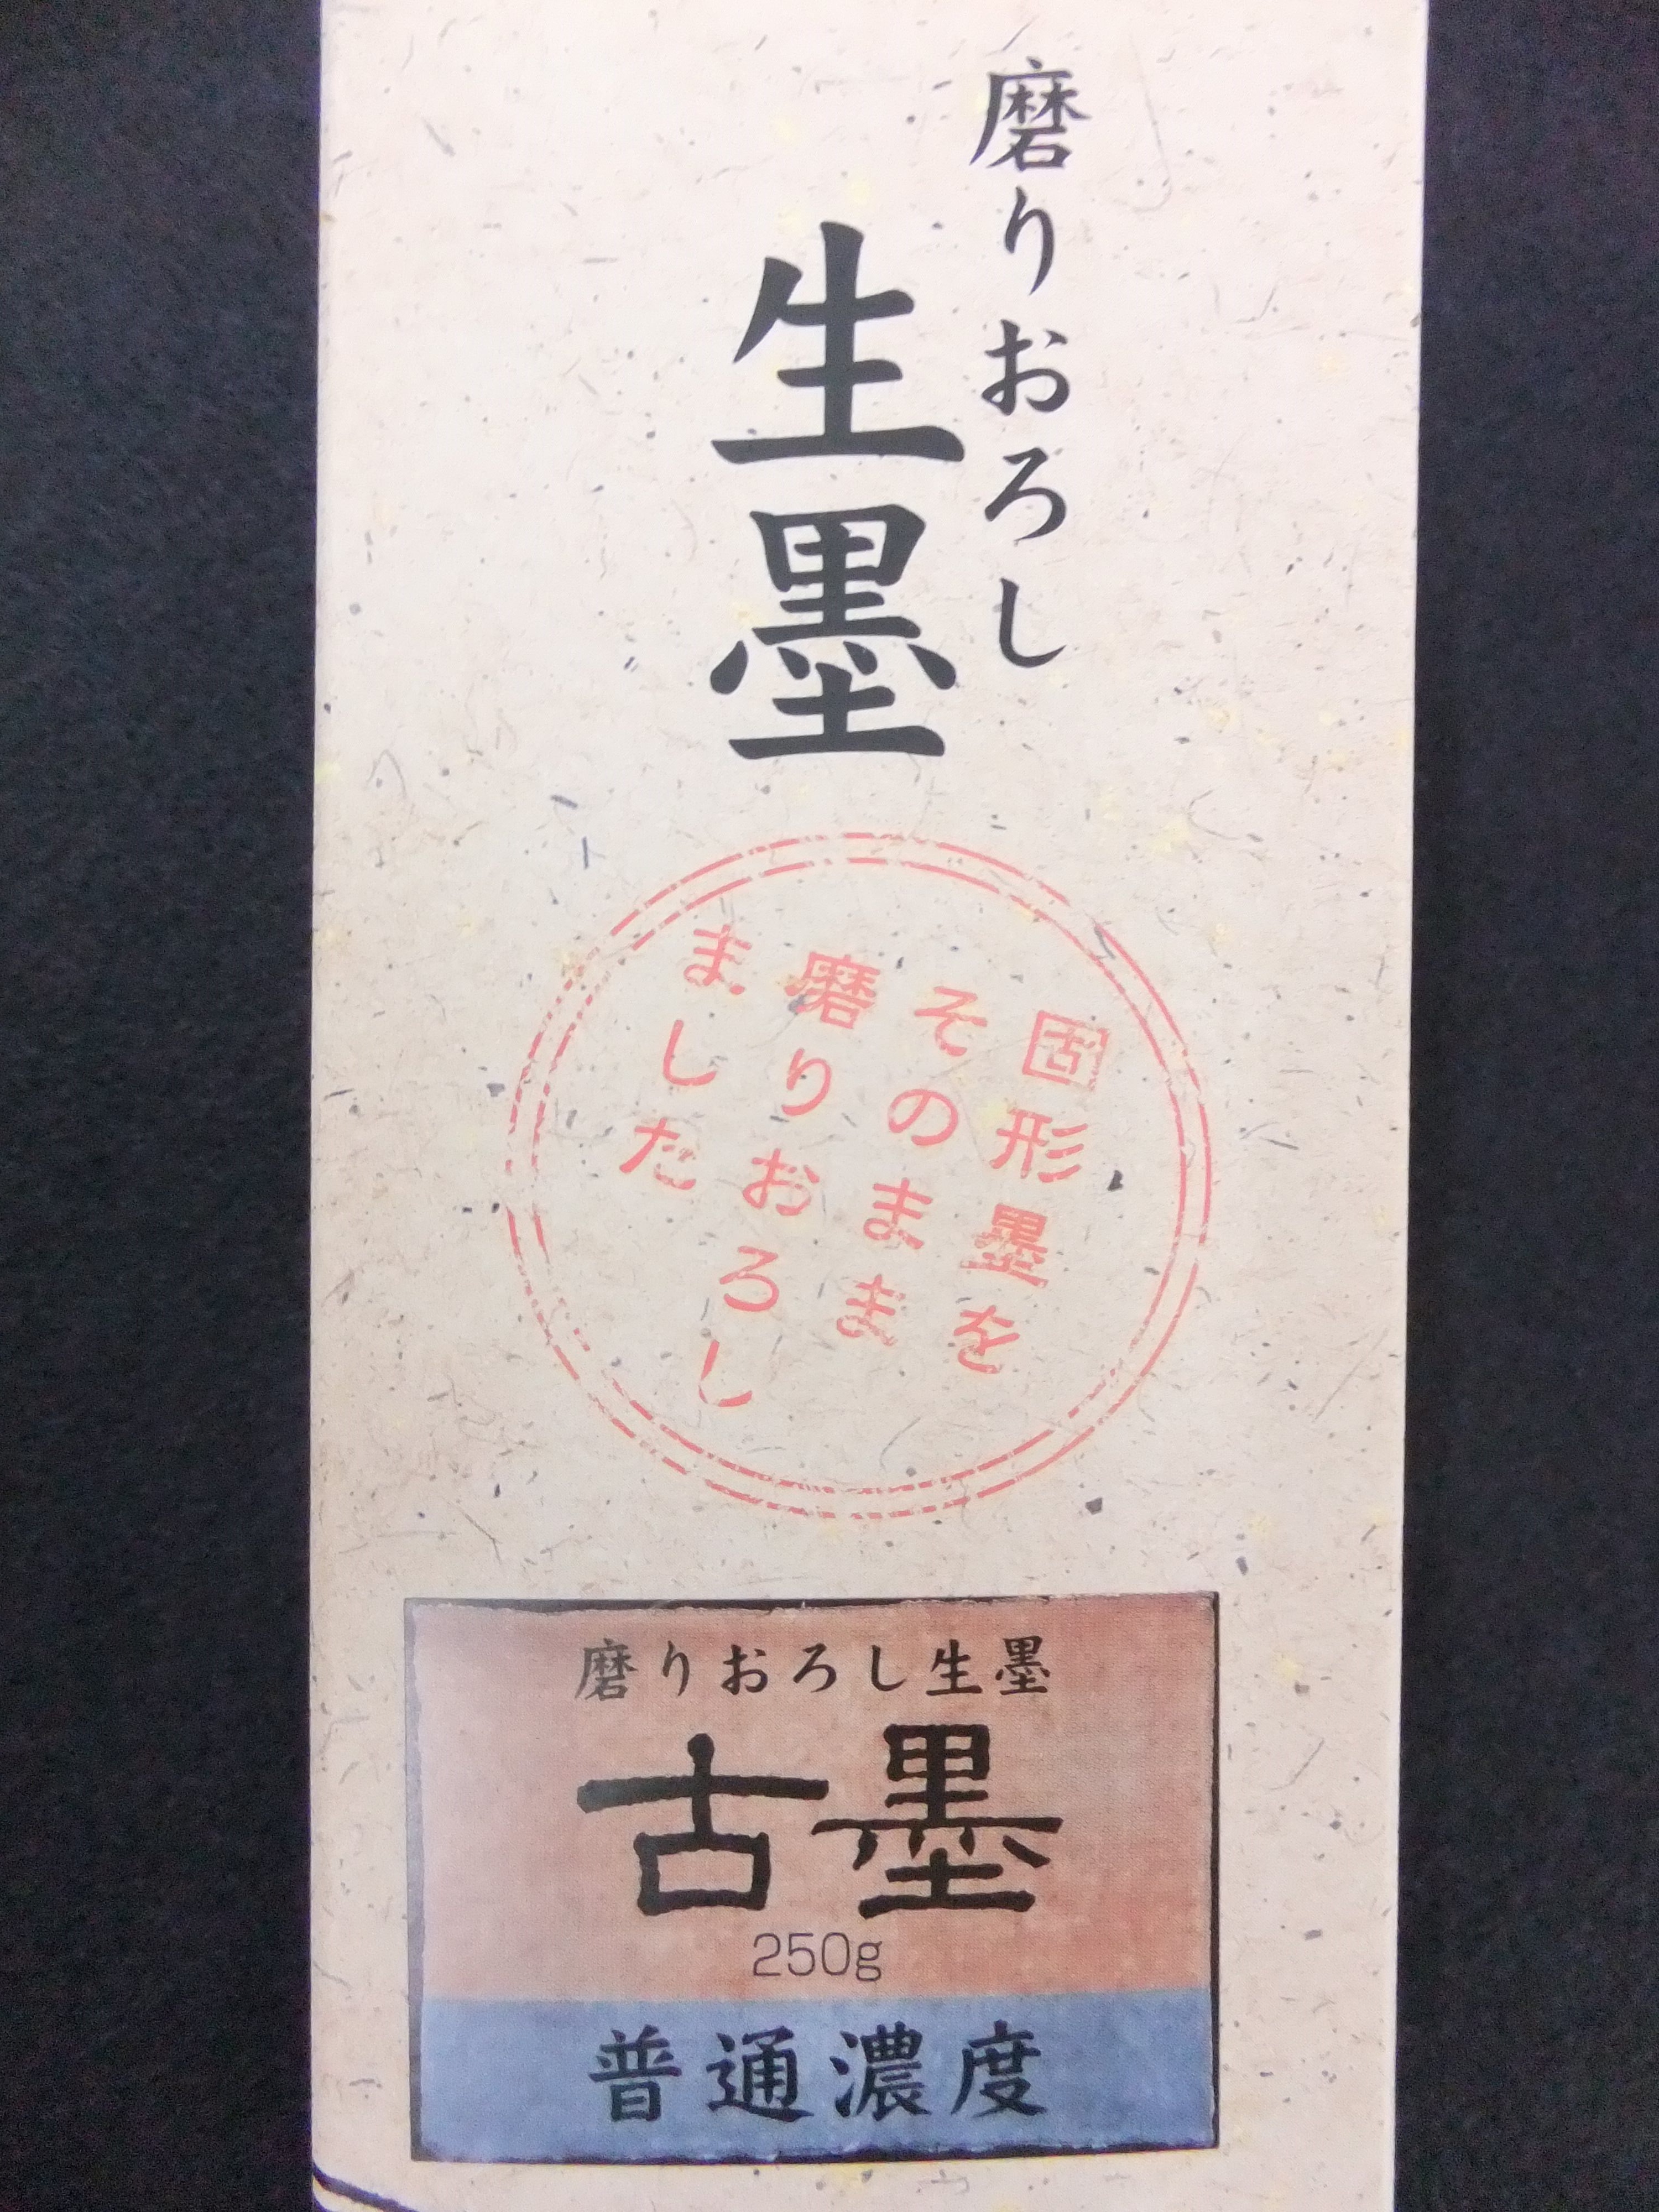 磨りおろし
生墨
固形墨を
そのまま
磨りおろし
ました
磨りおろし生墨
古墨
250g
普通濃度